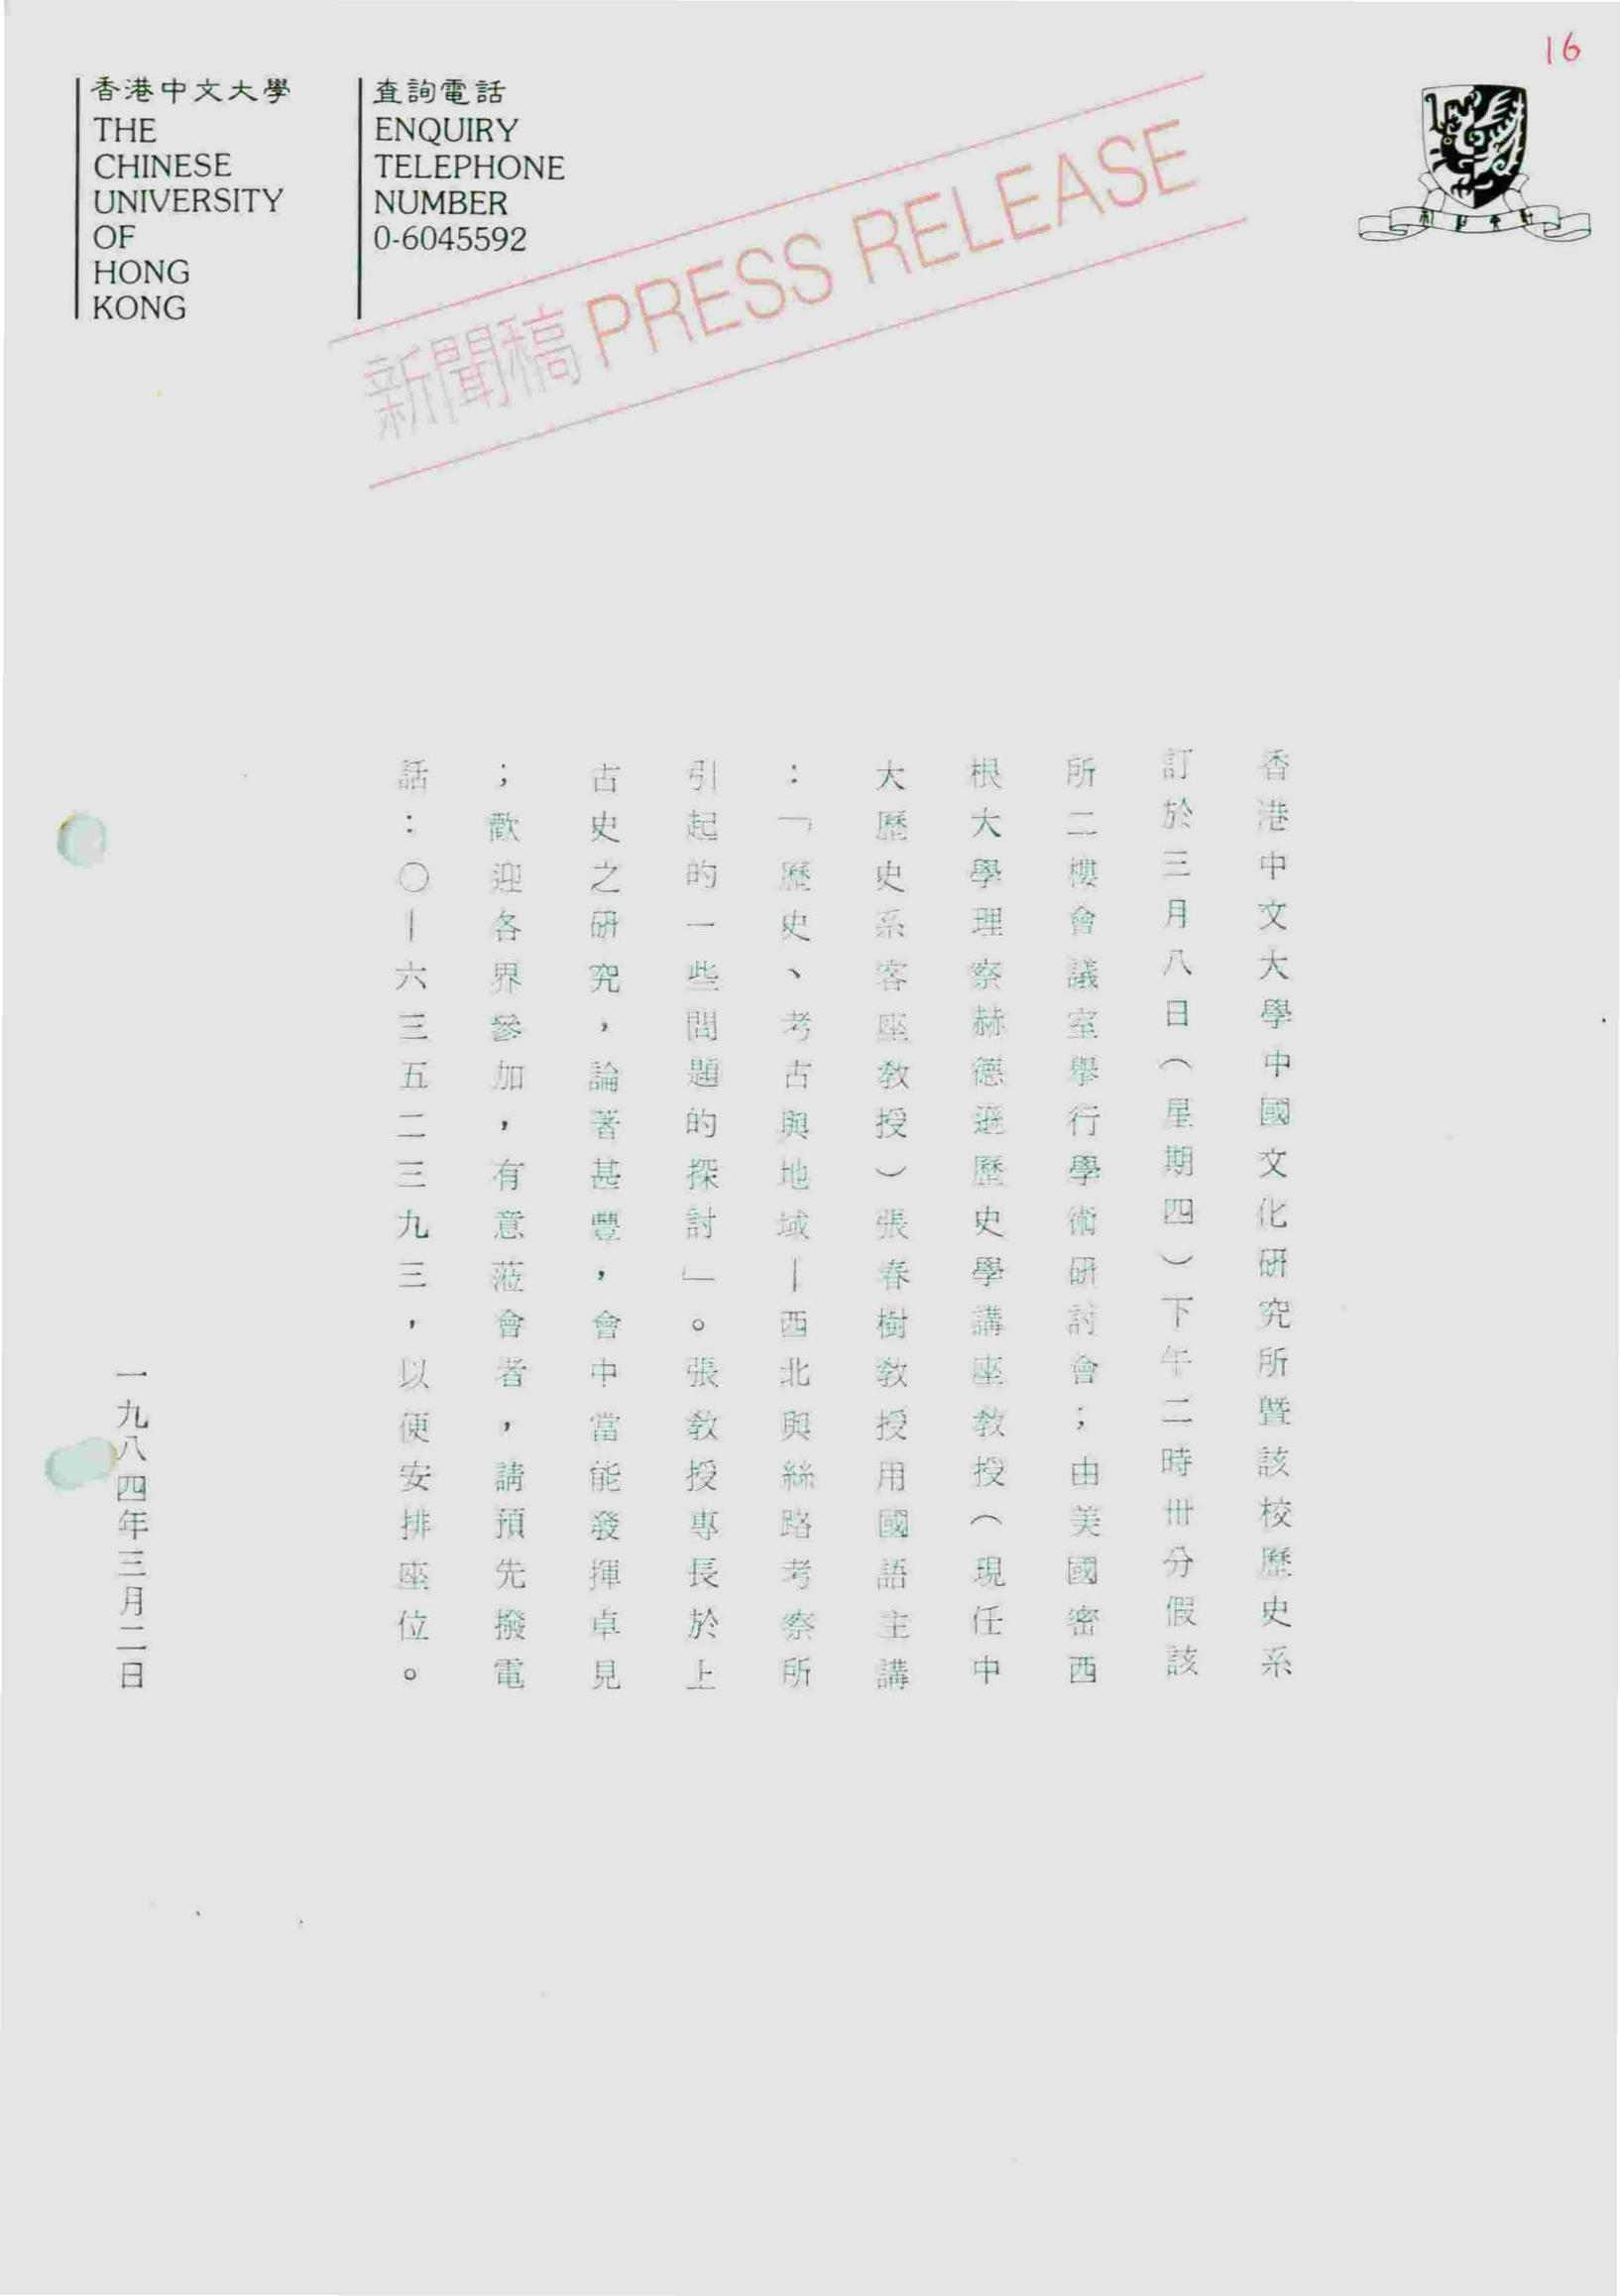 16
香港中文大學
THE
CHINESE
UNIVERSITY
OF
HONG
KONG
查詢電話
ENQUIRY
TELEPHONE
NUMBER
0-6045592
新聞稿 PRESS RELEASE
香港中文大學中國文化研究所暨該校歷史系
訂於三月八日（星期四）下午二時卅分假該
所二樓會議室舉行學術研討會；由美國密西
根大學理察赫德遜歷史學講座教授（現任中
大歷史系客座教授）張春樹教授用國語主講
：「歷史、考古與地域—西北與絲路考察所
引起的一些問題的探討」。張教授專長於上
古史之研究，論著甚豐，會中當能發揮卓見
；歡迎各界參加，有意蒞會者，請預先撥電
話：〇—六三五二三九三，以便安排座位。
一九八四年三月二日